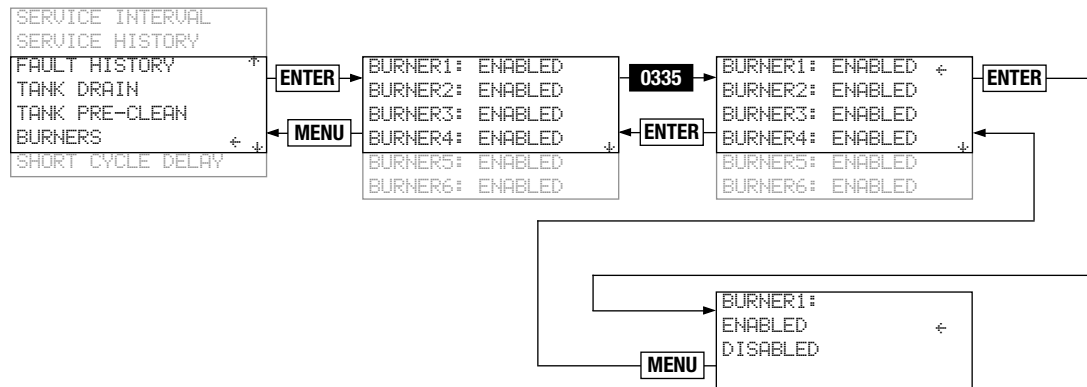 SERVICE INTERVAL
SERVICE HISTORY
FAULT HISTORY ↑
TANK DRAIN
TANK PRE-CLEAN
BURNERS ← ↓
SHORT CYCLE DELAY
ENTER
MENU
BURNER1: ENABLED
BURNER2: ENABLED
BURNER3: ENABLED
BURNER4: ENABLED ↓
BURNER5: ENABLED
BURNER6: ENABLED
0335
ENTER
BURNER1: ENABLED ←
BURNER2: ENABLED
BURNER3: ENABLED
BURNER4: ENABLED ↓
BURNER5: ENABLED
BURNER6: ENABLED
ENTER
BURNER1:
ENABLED ←
DISABLED
MENU